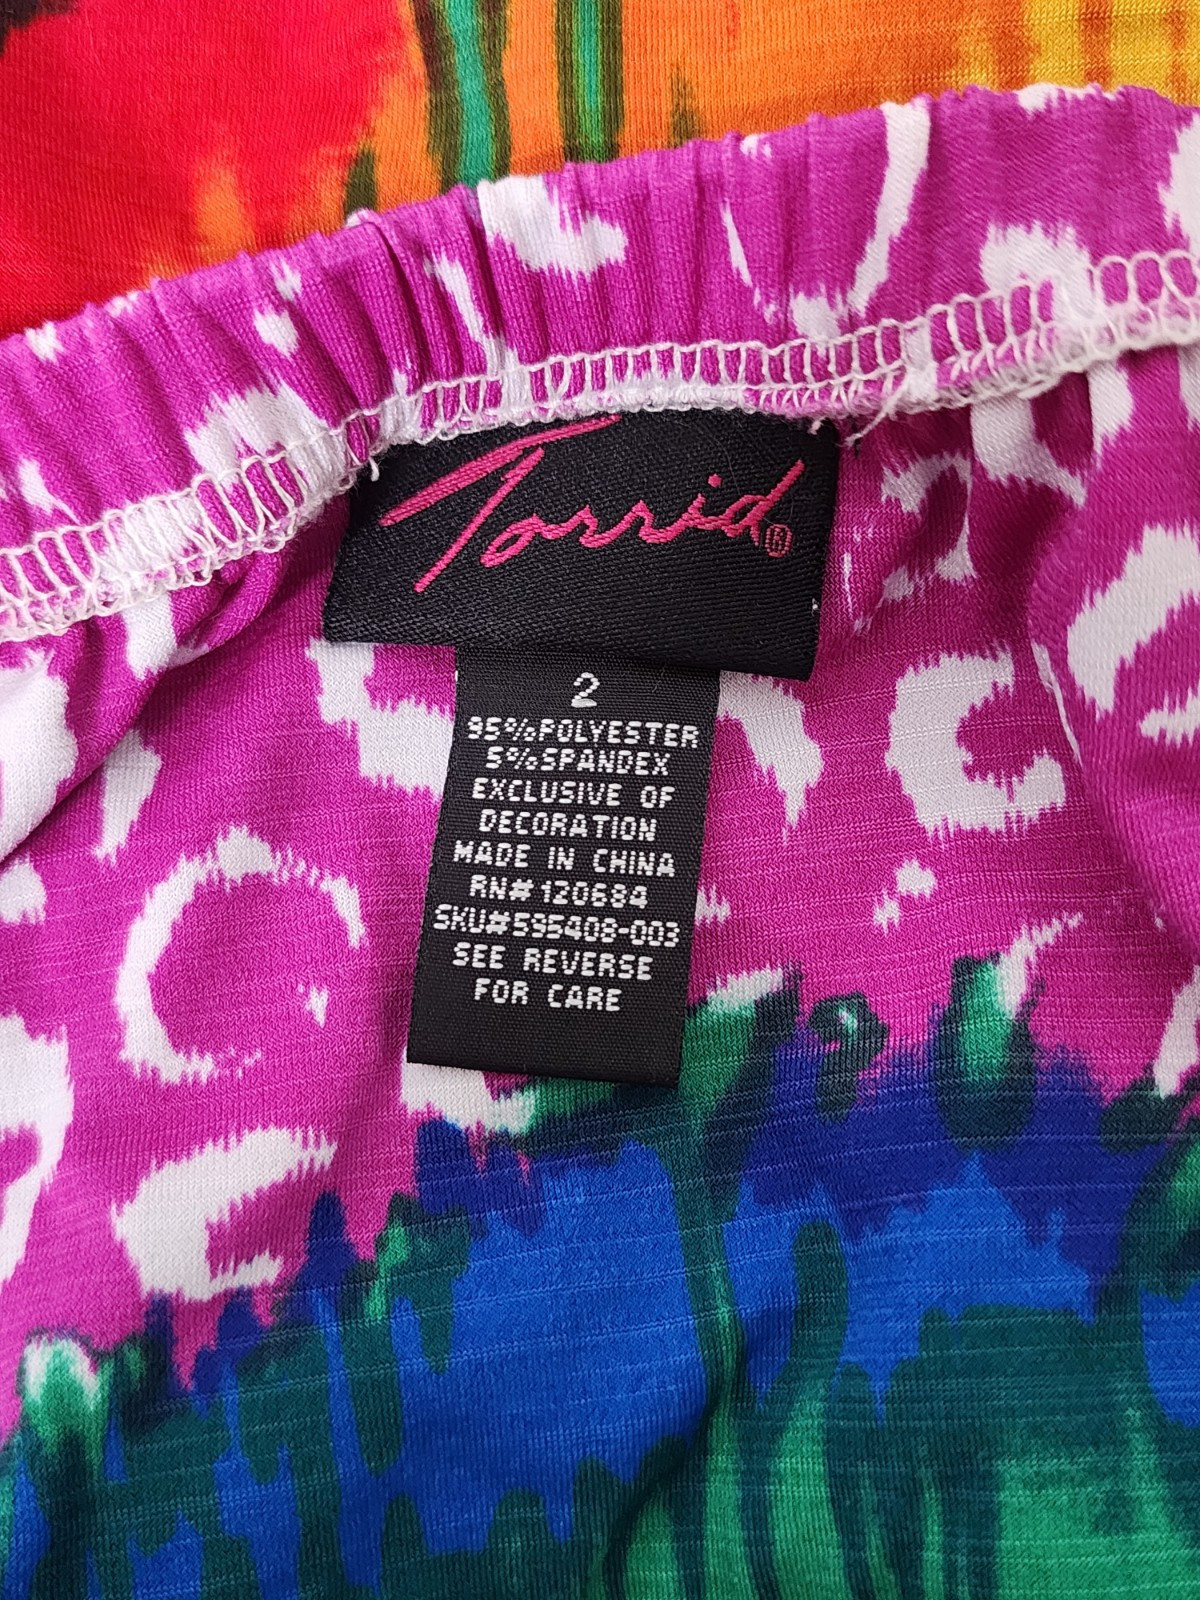 Torrid®
2
95%POLYESTER
5%SPANDEX
EXCLUSIVE OF
DECORATION
MADE IN CHINA
RN#120684
SKU#595408-003
SEE REVERSE
FOR CARE